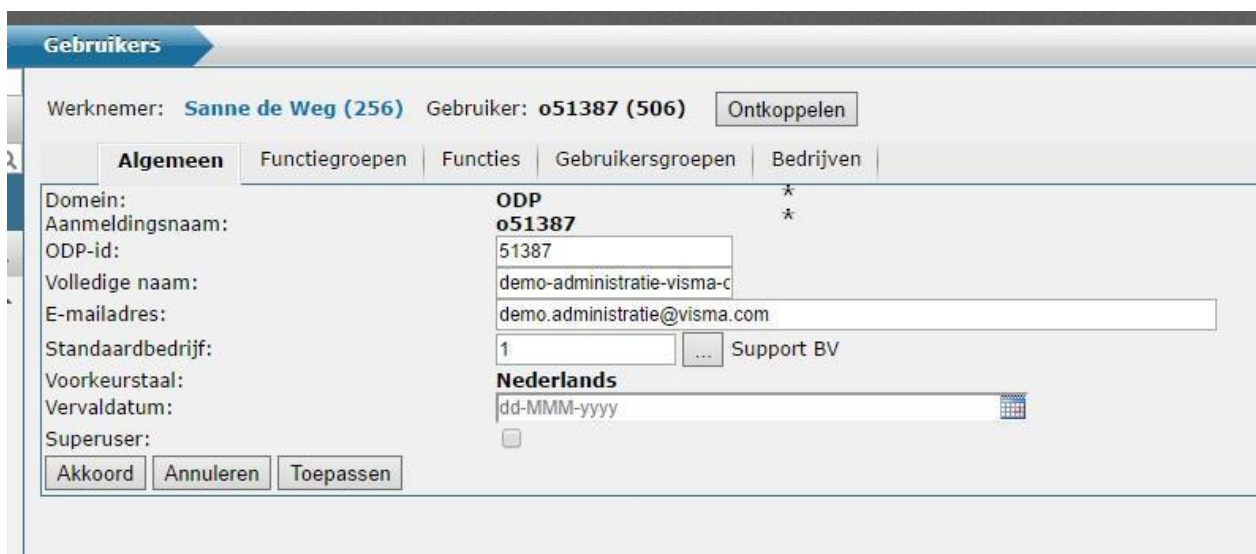 Gebruikers
Werknemer: Sanne de Weg (256) Gebruiker: o51387 (506) Ontkoppelen
Algemeen Functiegroepen Functies Gebruikersgroepen Bedrijven
Domein: ODP *
Aanmeldingsnaam: o51387 *
ODP-id: 51387
Volledige naam: demo-administratie-visma-c
E-mailadres: demo.administratie@visma.com
Standaardbedrijf: 1 ... Support BV
Voorkeurstaal: Nederlands
Vervaldatum: dd-MMM-yyyy
Superuser:
Akkoord Annuleren Toepassen